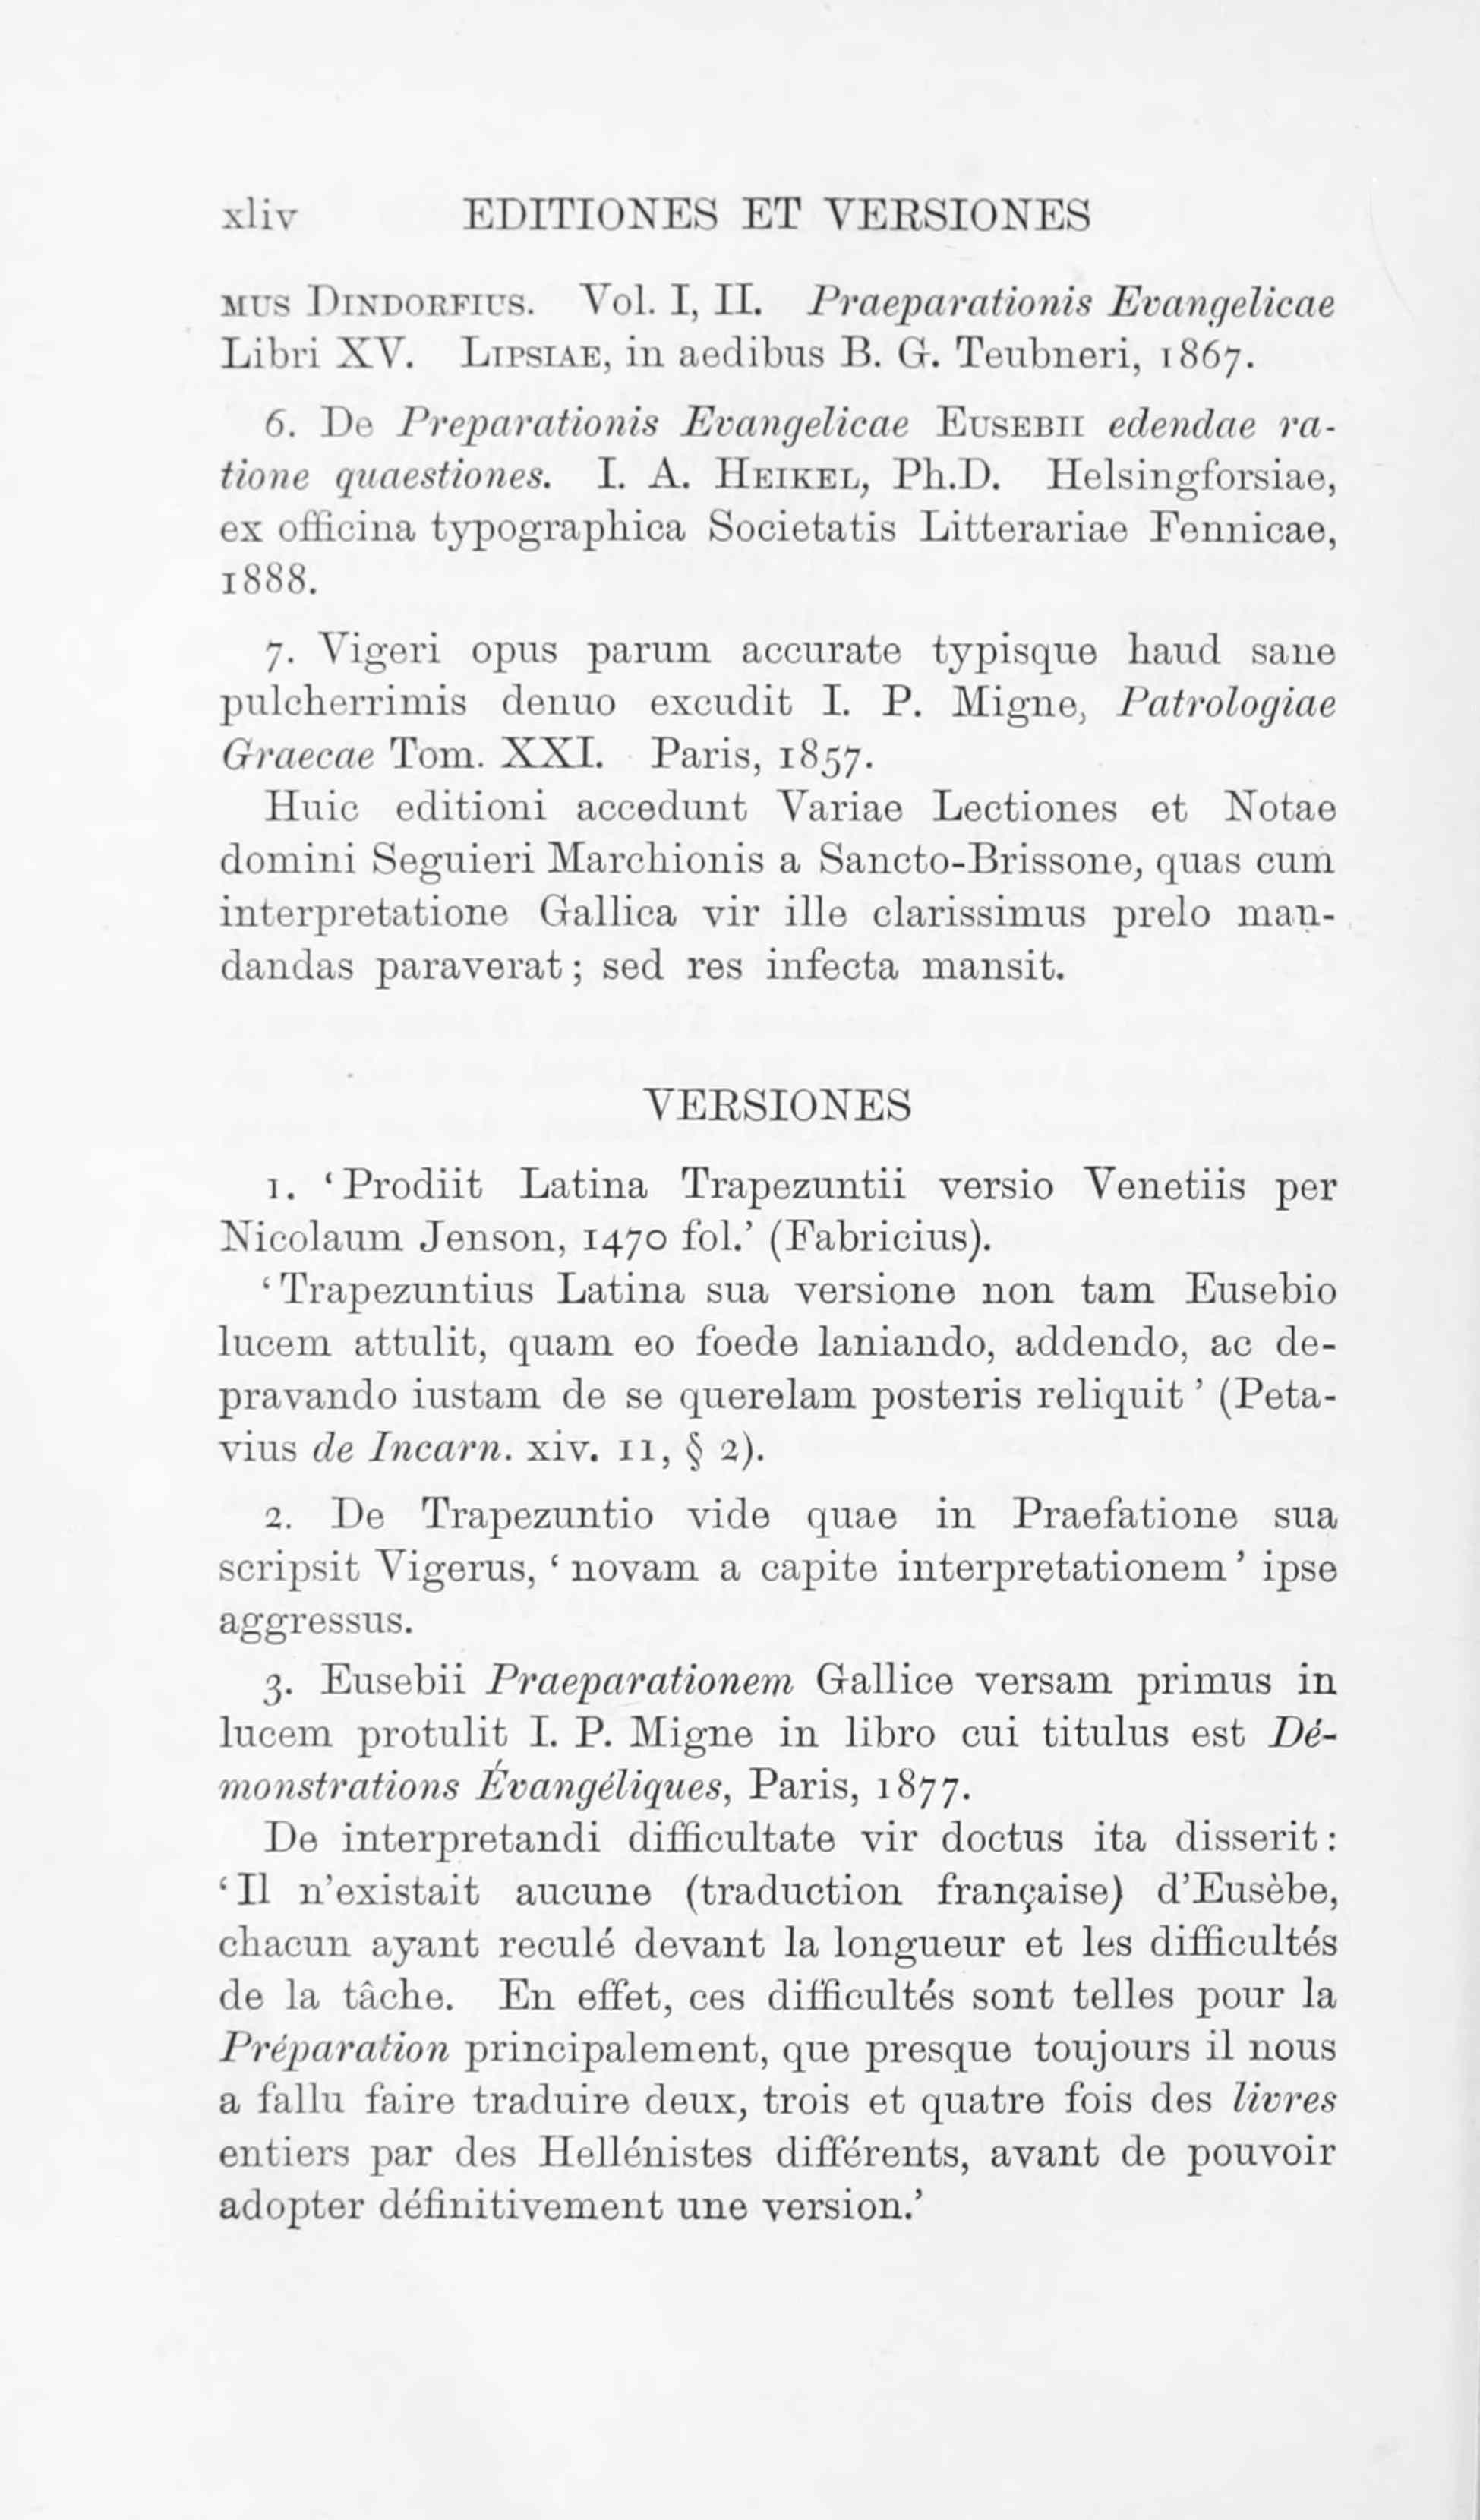 xliv EDITIONES ET VERSIONES
MUS DINDORFIUS. Vol. I, II. Praeparationis Evangelicae
Libri XV. LIPSIAE, in aedibus B. G. Teubneri, 1867.
6. De Preparationis Evangelicae EUSEBII edendae ra-
tione quaestiones. I. A. HEIKEL, Ph.D. Helsingforsiae,
ex officina typographica Societatis Litterariae Fennicae,
1888.
7. Vigeri opus parum accurate typisque haud sane
pulcherrimis denuo excudit I. P. Migne, Patrologiae
Graecae Tom. XXI. Paris, 1857.
Huic editioni accedunt Variae Lectiones et Notae
domini Seguieri Marchionis a Sancto-Brissone, quas cum
interpretatione Gallica vir ille clarissimus prelo man-
dandas paraverat; sed res infecta mansit.
VERSIONES
1. ‘Prodiit Latina Trapezuntii versio Venetiis per
Nicolaum Jenson, 1470 fol.’ (Fabricius).
‘Trapezuntius Latina sua versione non tam Eusebio
lucem attulit, quam eo foede laniando, addendo, ac de-
pravando iustam de se querelam posteris reliquit’ (Peta-
vius de Incarn. xiv. 11, § 2).
2. De Trapezuntio vide quae in Praefatione sua
scripsit Vigerus, ‘novam a capite interpretationem’ ipse
aggressus.
3. Eusebii Praeparationem Gallice versam primus in
lucem protulit I. P. Migne in libro cui titulus est Dé-
monstrations Évangéliques, Paris, 1877.
De interpretandi difficultate vir doctus ita disserit:
‘Il n’existait aucune (traduction française) d’Eusèbe,
chacun ayant reculé devant la longueur et les difficultés
de la tâche. En effet, ces difficultés sont telles pour la
Préparation principalement, que presque toujours il nous
a fallu faire traduire deux, trois et quatre fois des livres
entiers par des Hellénistes différents, avant de pouvoir
adopter définitivement une version.’